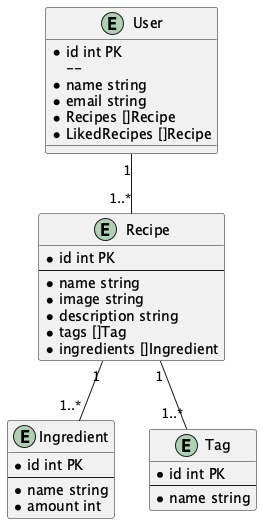 E User
* id int PK
--
* name string
* email string
* Recipes []Recipe
* LikedRecipes []Recipe
1
1..*
E Recipe
* id int PK
* name string
* image string
* description string
* tags []Tag
* ingredients []Ingredient
1 1
1..* 1..*
E Ingredient
* id int PK
* name string
* amount int
E Tag
* id int PK
* name string